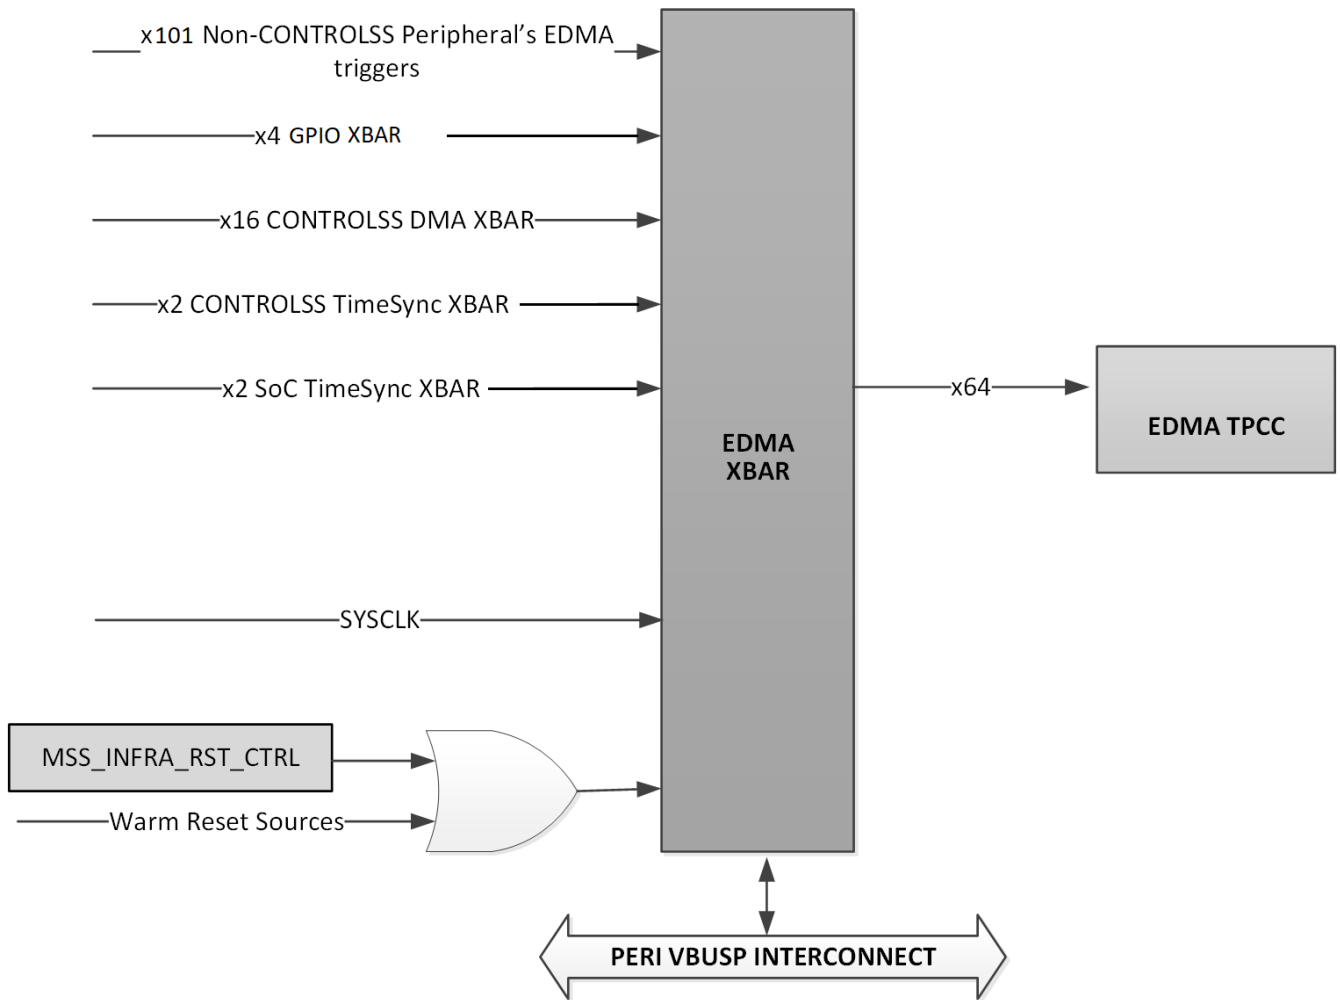 x101 Non-CONTROLSS Peripheral's EDMA
triggers
x4 GPIO XBAR
x16 CONTROLSS DMA XBAR
x2 CONTROLSS TimeSync XBAR
x2 SoC TimeSync XBAR
x64
EDMA TPCC
EDMA
XBAR
SYSCLK
MSS_INFRA_RST_CTRL
Warm Reset Sources
PERI VBUSP INTERCONNECT